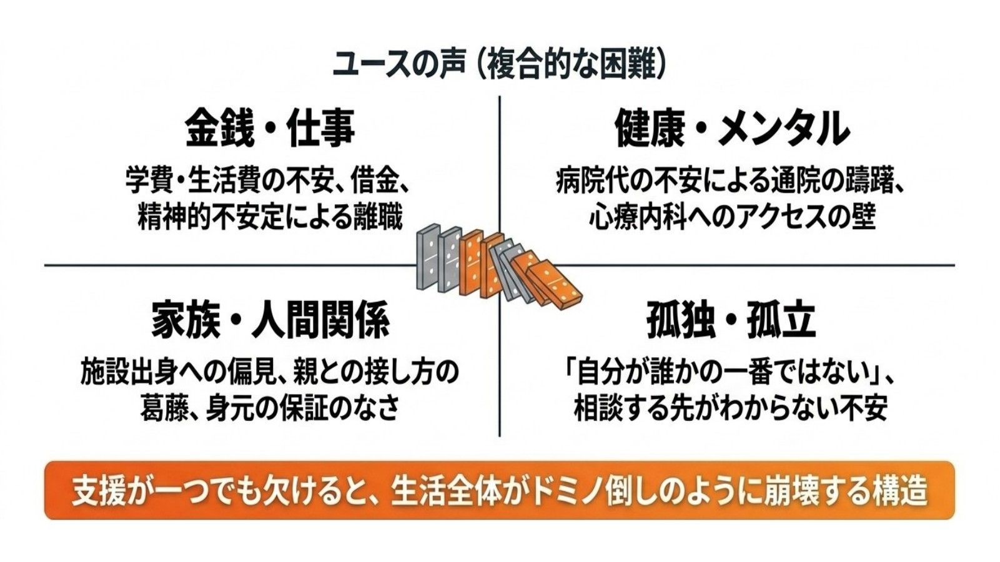 ユースの声（複合的な困難）
金銭・仕事
学費・生活費の不安、借金、
精神的不安定による離職
健康・メンタル
病院代の不安による通院の躊躇、
心療内科へのアクセスの壁
家族・人間関係
施設出身への偏見、親との接し方の
葛藤、身元の保証のなさ
孤独・孤立
「自分が誰かの一番ではない」、
相談する先がわからない不安
支援が一つでも欠けると、生活全体がドミノ倒しのように崩壊する構造